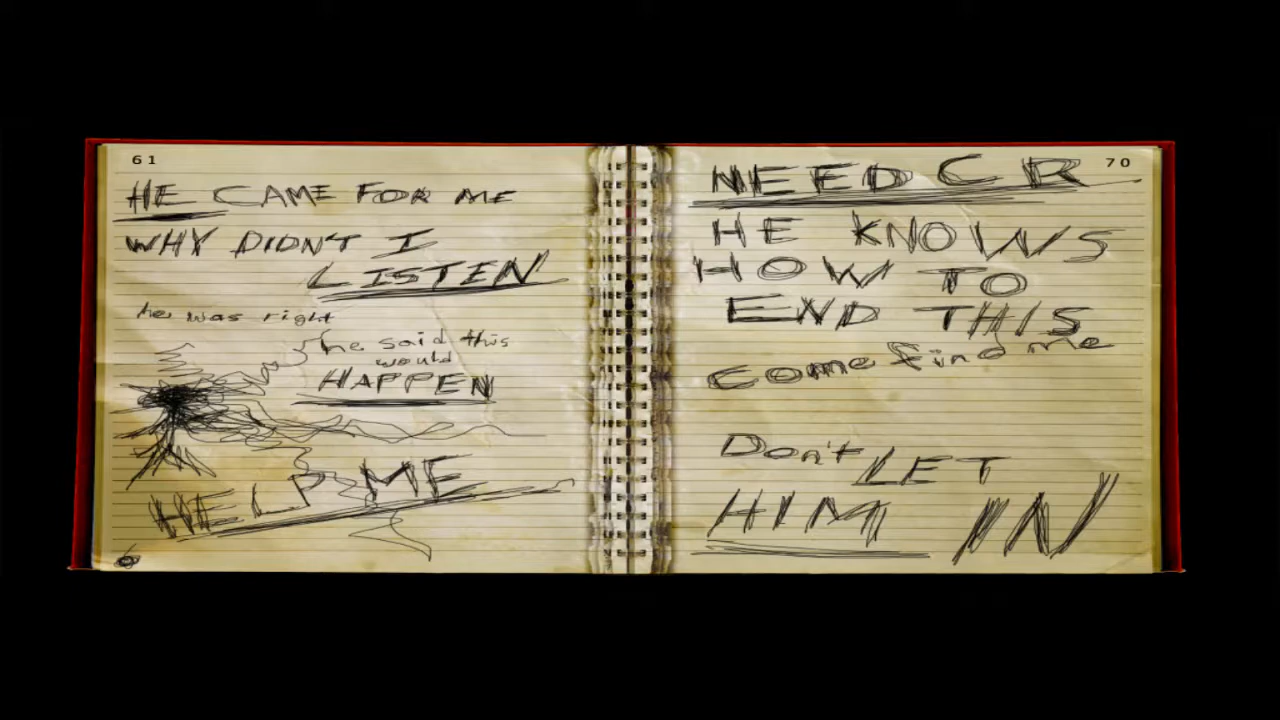 61
HE CAME FOR ME
WHY DIDN'T I
LISTEN
he was right
he said this
would
HAPPEN
HELP ME
70
NEED CR
HE KNOWS
HOW TO
END THIS
come find me
Don't LET
HIM IN